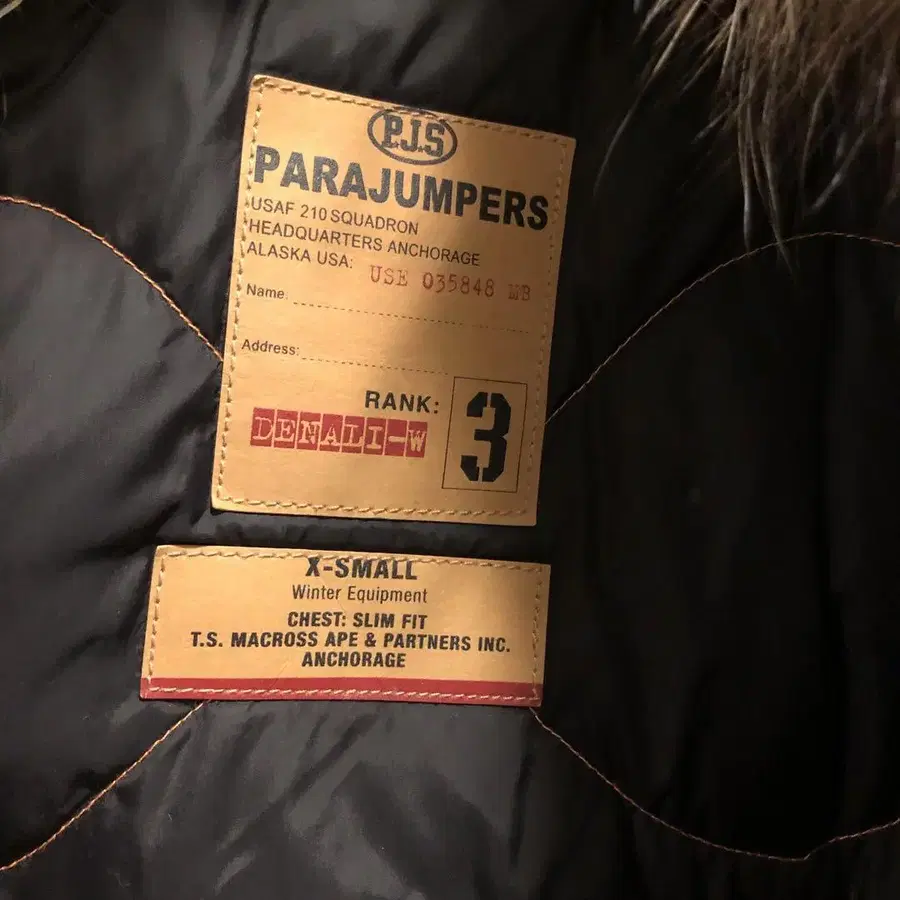 P.J.S
PARAJUMPERS
USAF 210 SQUADRON
HEADQUARTERS ANCHORAGE
ALASKA USA:
USE 035848 WB
Name:
Address:
RANK:
DENALI-W
3
X-SMALL
Winter Equipment
CHEST: SLIM FIT
T.S. MACROSS APE & PARTNERS INC.
ANCHORAGE